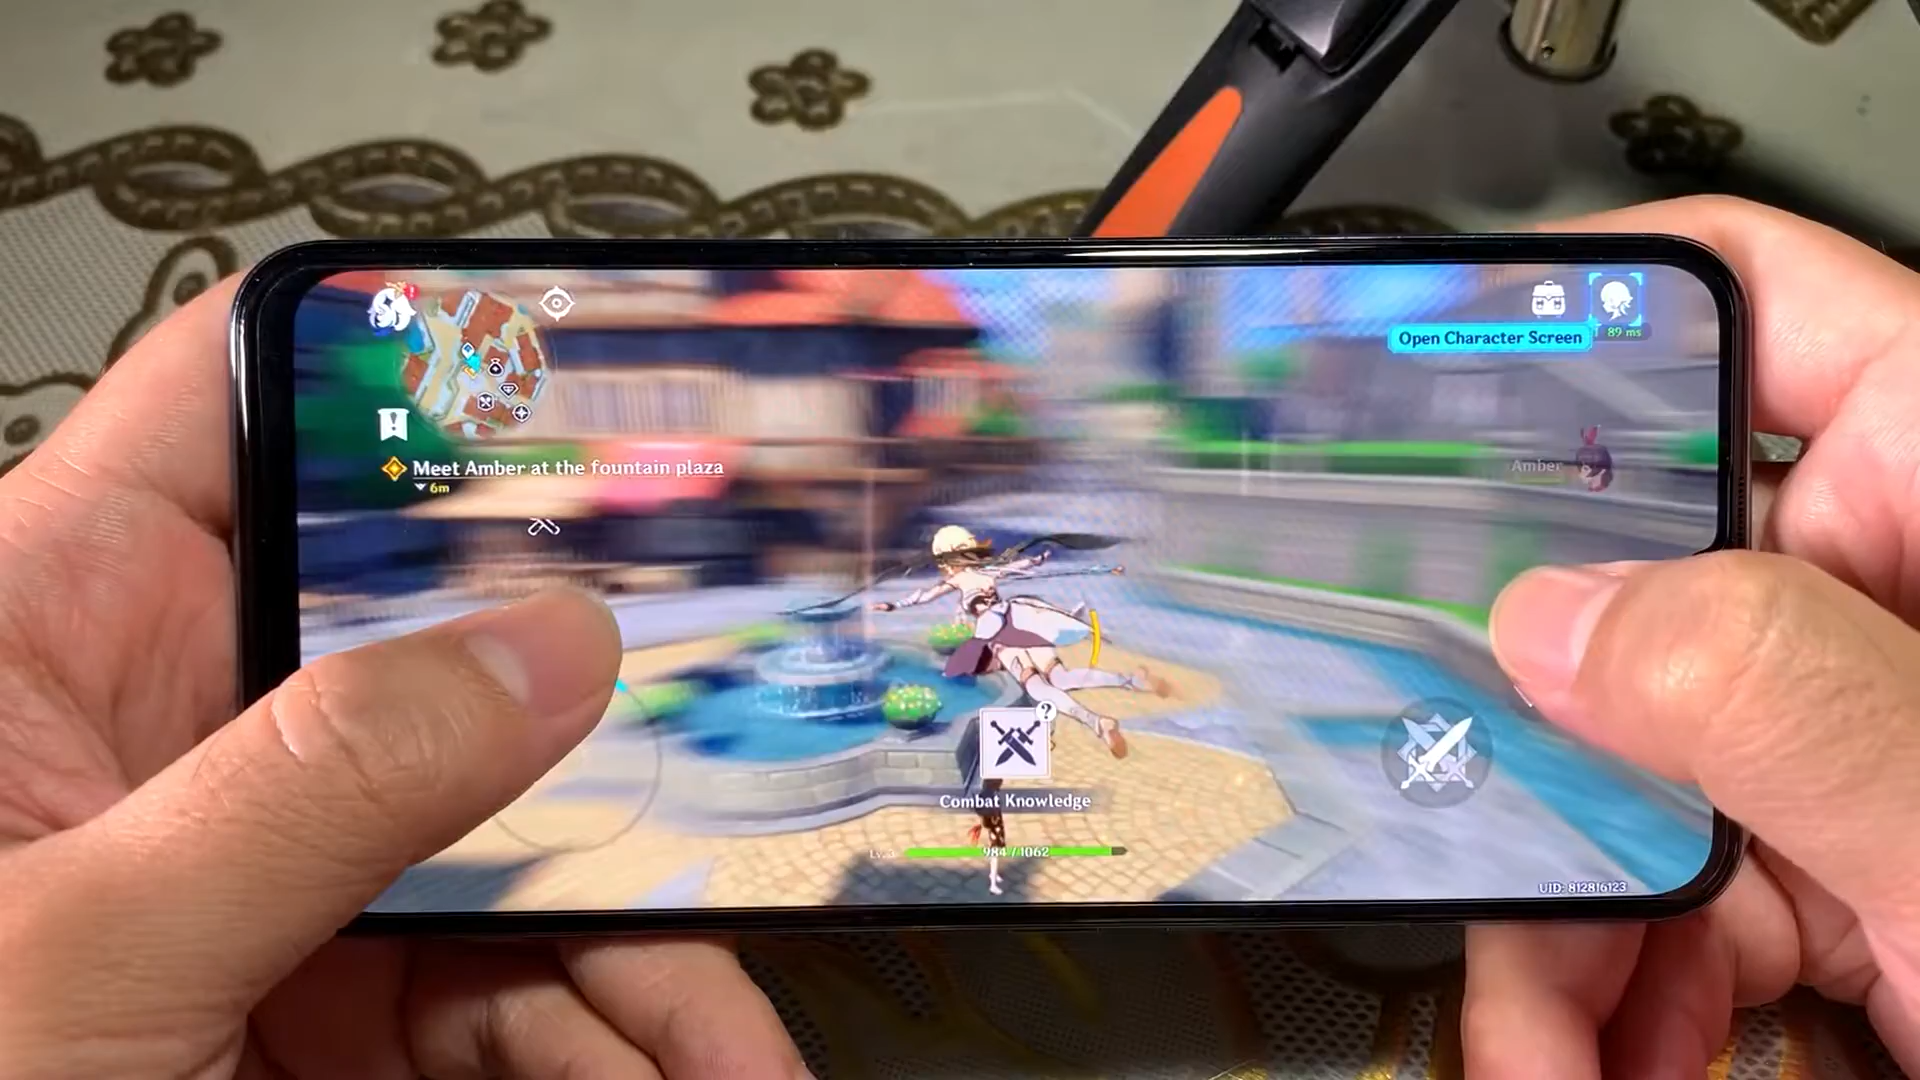 Open Character Screen
89 ms
Meet Amber at the fountain plaza
6m
Amber
?
Combat Knowledge
984 / 1062
UID: 812816123